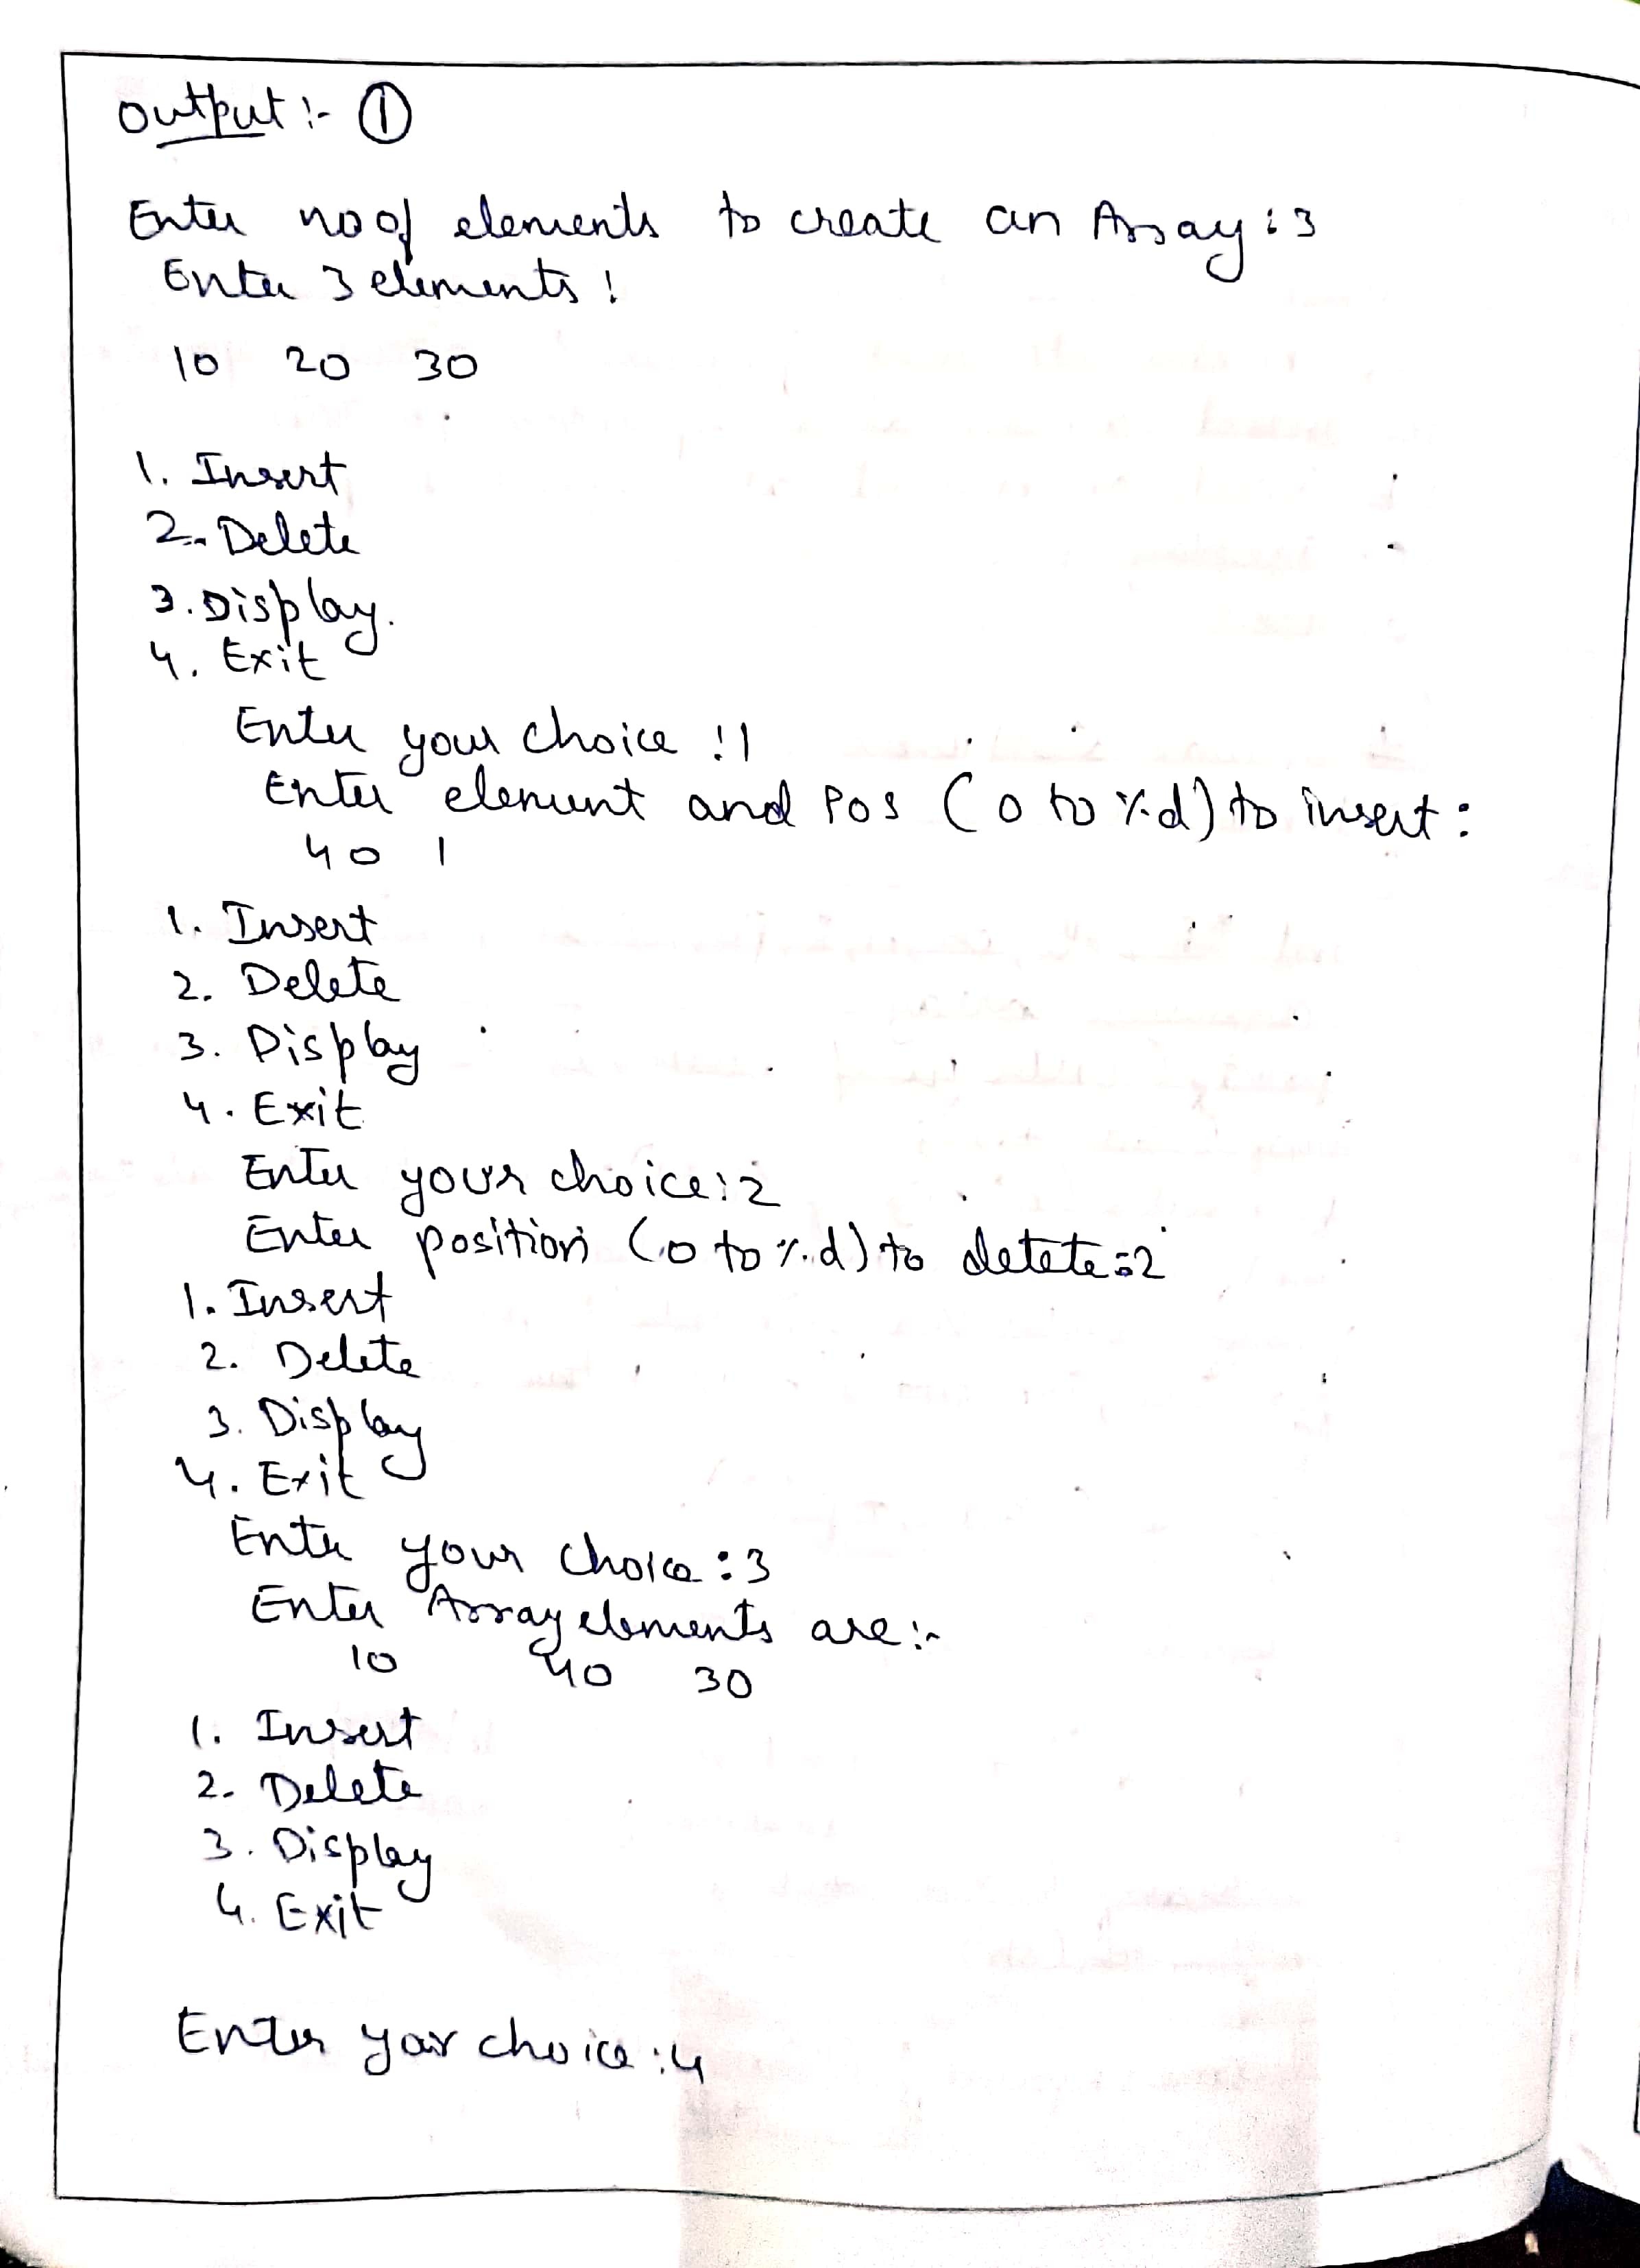 Output :- ①
Enter no of elements to create an Array : 3
Enter 3 elements :
10 20 30
1. Insert
2. Delete
3. Display.
4. Exit
Enter your choice : 1
Enter element and Pos (0 to %d) to insert :
40 1
1. Insert
2. Delete
3. Display
4. Exit
Enter your choice : 2
Enter position (0 to %d) to detete = 2
1. Insert
2. Delete
3. Display
4. Exit
Enter your choice : 3
Enter Array elements are :-
10 40 30
1. Insert
2. Delete
3. Display
4. Exit
Enter your choice : 4